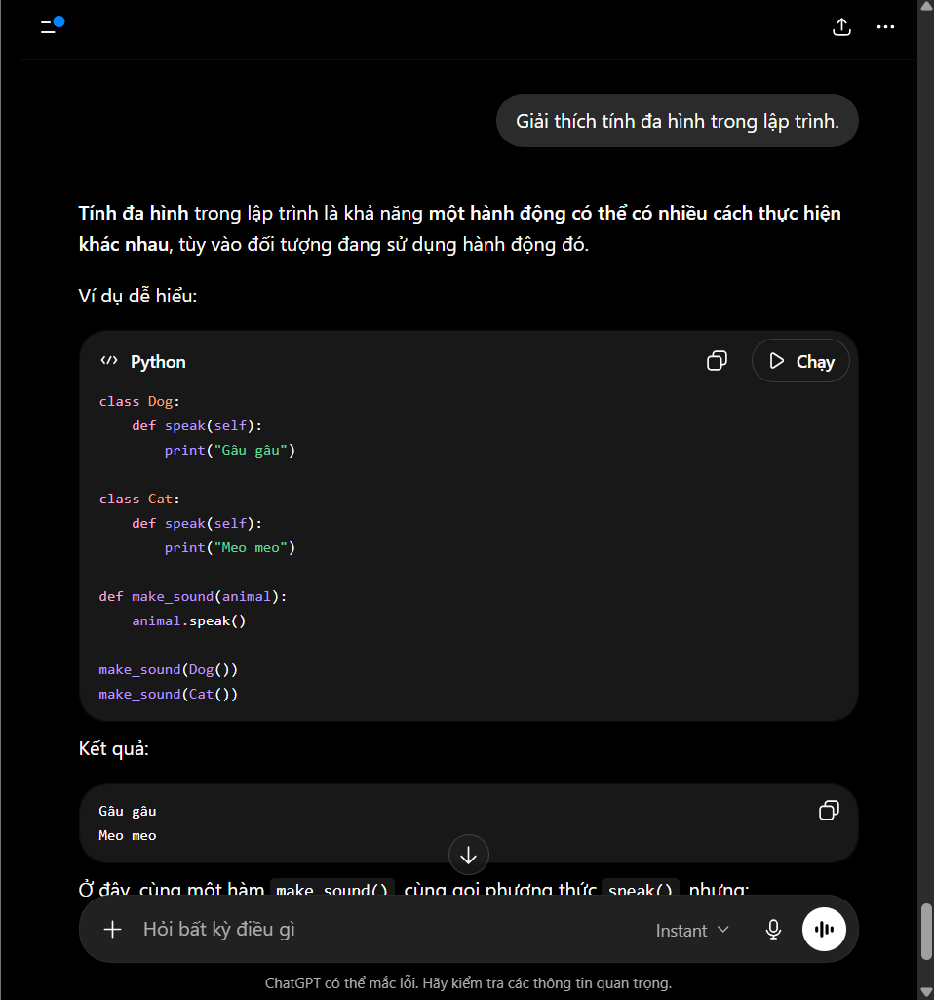 Giải thích tính đa hình trong lập trình.
Tính đa hình trong lập trình là khả năng một hành động có thể có nhiều cách thực hiện
khác nhau, tùy vào đối tượng đang sử dụng hành động đó.
Ví dụ dễ hiểu:
Python
Chạy
class Dog:
    def speak(self):
        print("Gâu gâu")
class Cat:
    def speak(self):
        print("Meo meo")
def make_sound(animal):
    animal.speak()
make_sound(Dog())
make_sound(Cat())
Kết quả:
Gâu gâu
Meo meo
Ở đây, cùng một hàm make_sound() cùng gọi phương thức speak() nhưng:
Hỏi bất kỳ điều gì
Instant
ChatGPT có thể mắc lỗi. Hãy kiểm tra các thông tin quan trọng.